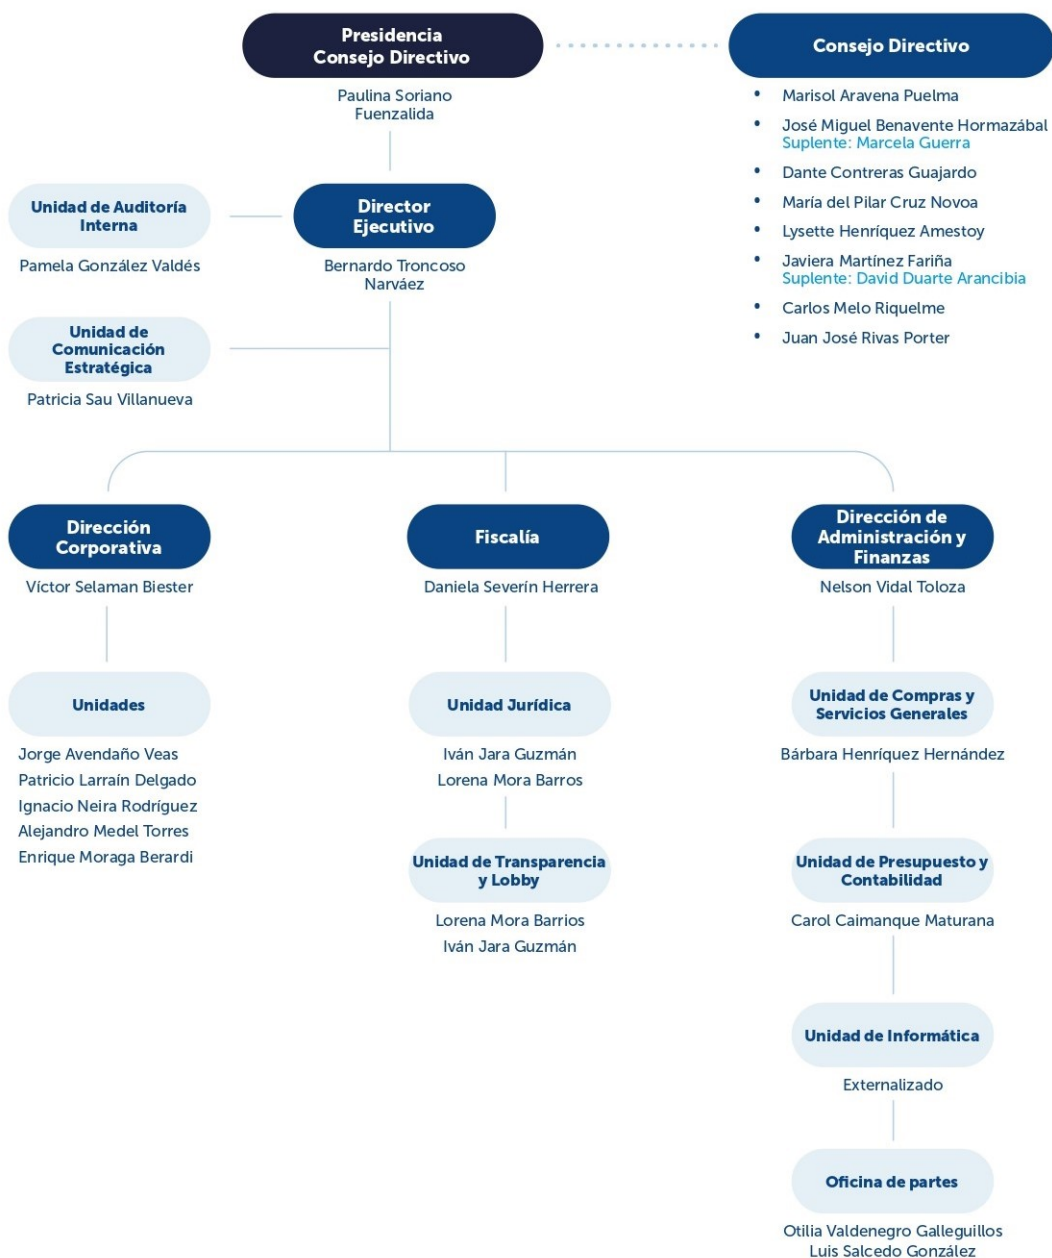 Presidencia
Consejo Directivo
Paulina Soriano
Fuenzalida
Consejo Directivo
• Marisol Aravena Puelma
• José Miguel Benavente Hormazábal
Suplente: Marcela Guerra
• Dante Contreras Guajardo
• María del Pilar Cruz Novoa
• Lysette Henríquez Amestoy
• Javiera Martínez Fariña
Suplente: David Duarte Arancibia
• Carlos Melo Riquelme
• Juan José Rivas Porter
Unidad de Auditoría
Interna
Pamela González Valdés
Director
Ejecutivo
Bernardo Troncoso
Narváez
Unidad de
Comunicación
Estratégica
Patricia Sau Villanueva
Dirección
Corporativa
Víctor Selaman Biester
Unidades
Jorge Avendaño Veas
Patricio Larraín Delgado
Ignacio Neira Rodríguez
Alejandro Medel Torres
Enrique Moraga Berardi
Fiscalía
Daniela Severín Herrera
Unidad Jurídica
Iván Jara Guzmán
Lorena Mora Barros
Unidad de Transparencia
y Lobby
Lorena Mora Barrios
Iván Jara Guzmán
Dirección de
Administración y
Finanzas
Nelson Vidal Toloza
Unidad de Compras y
Servicios Generales
Bárbara Henríquez Hernández
Unidad de Presupuesto y
Contabilidad
Carol Caimanque Maturana
Unidad de Informática
Externalizado
Oficina de partes
Otilia Valdenegro Galleguillos
Luis Salcedo González